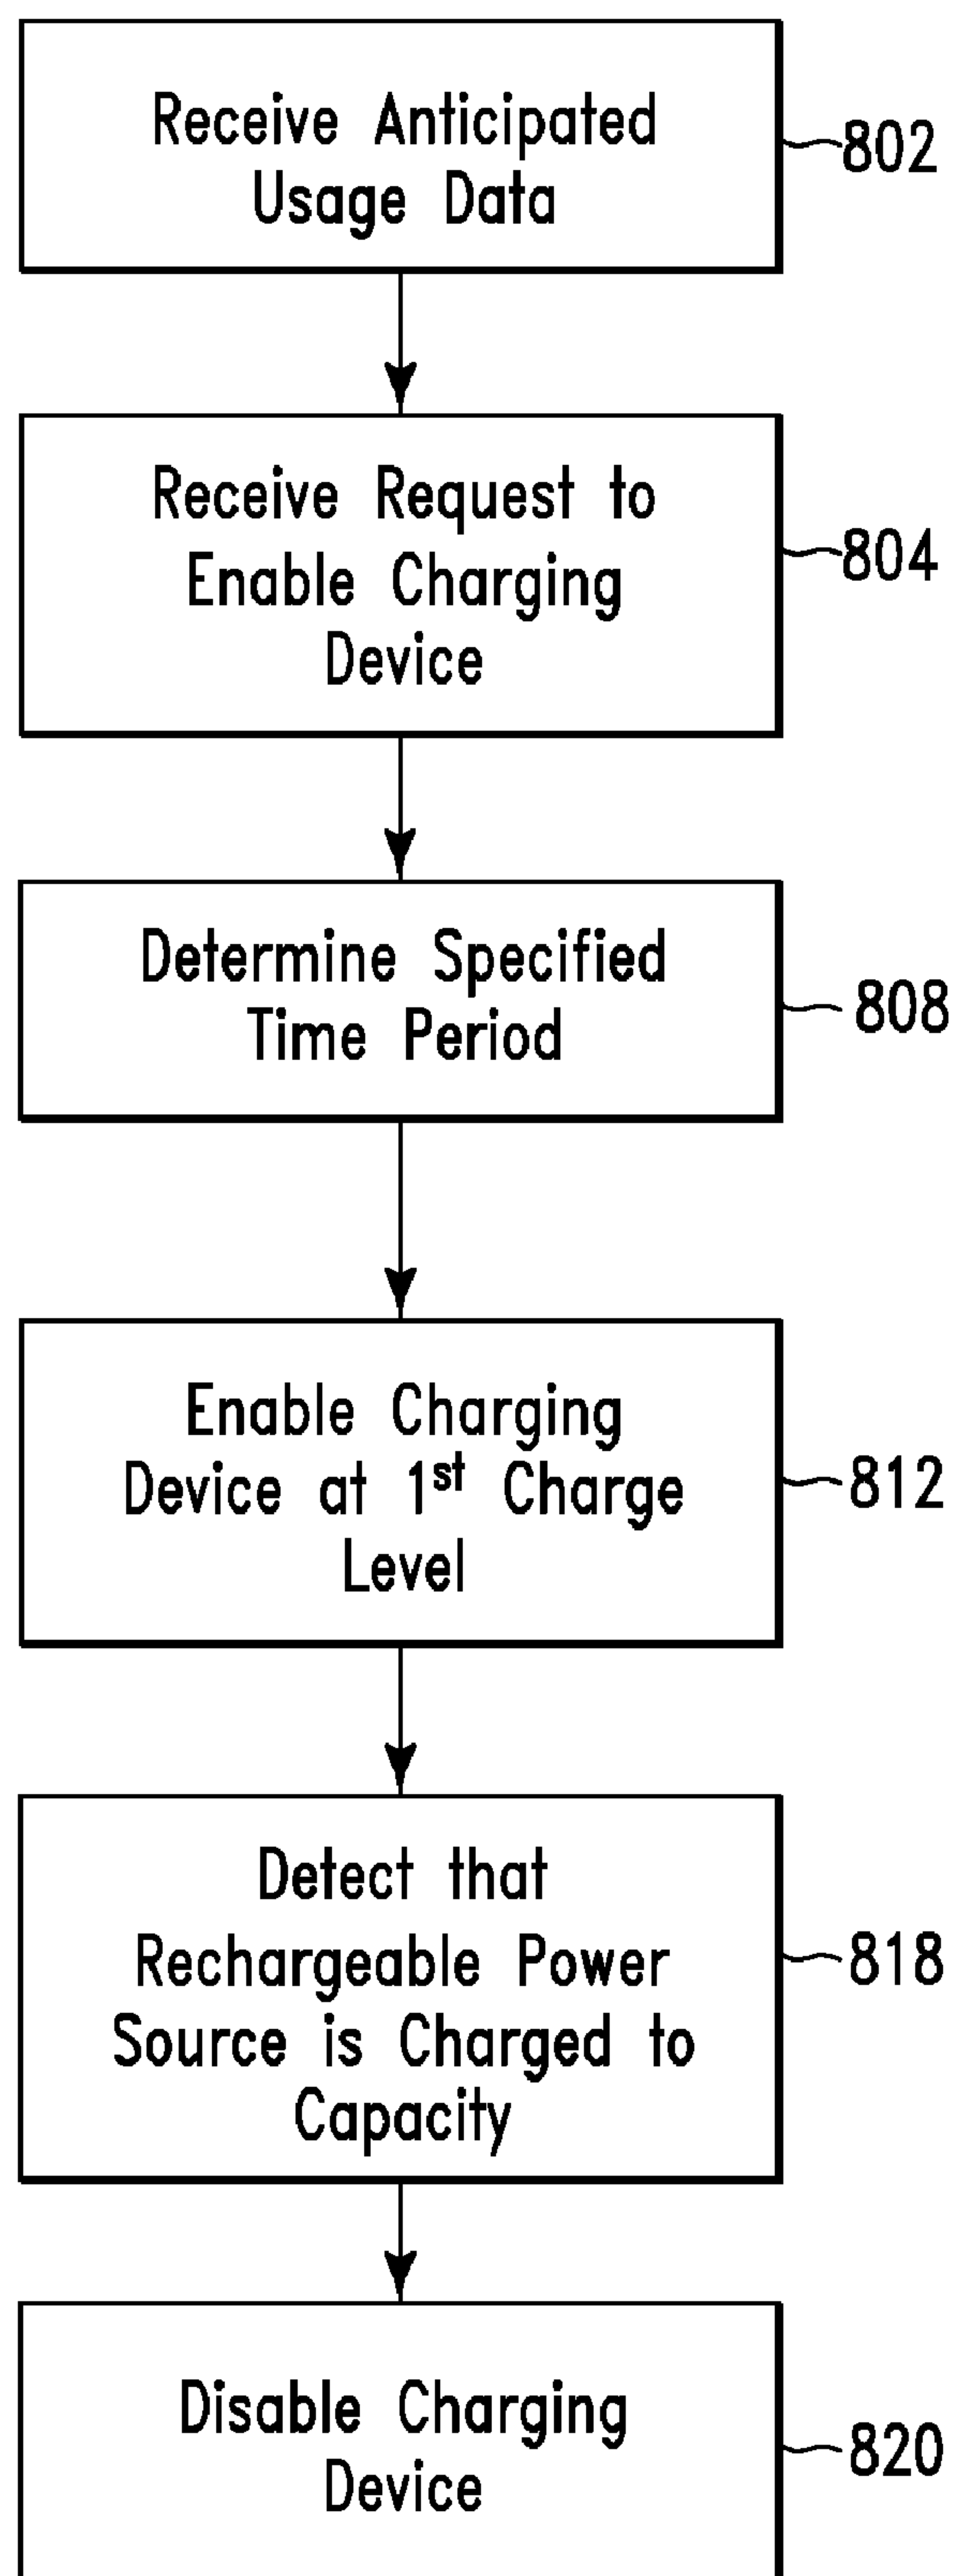 Receive Anticipated
Usage Data
802
Receive Request to
Enable Charging
Device
804
Determine Specified
Time Period
808
Enable Charging
Device at 1st Charge
Level
812
Detect that
Rechargeable Power
Source is Charged to
Capacity
818
Disable Charging
Device
820